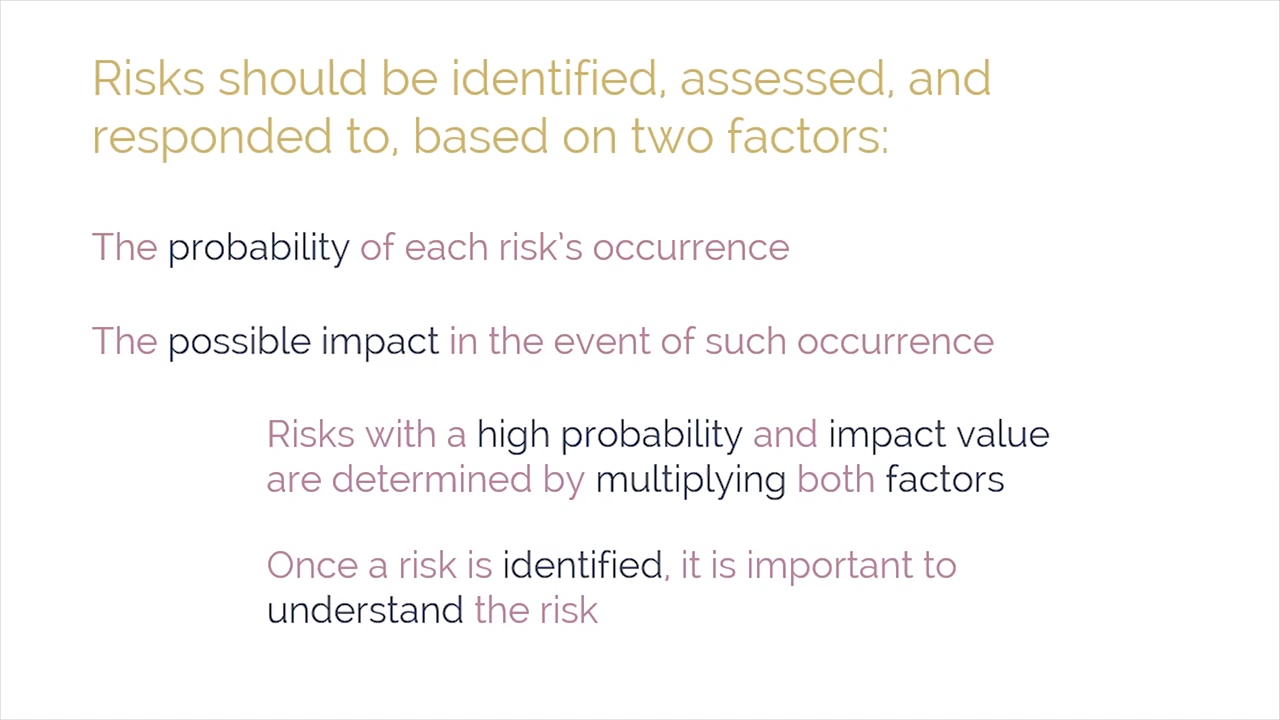 Risks should be identified, assessed, and
responded to, based on two factors:
The probability of each risk's occurrence
The possible impact in the event of such occurrence
Risks with a high probability and impact value
are determined by multiplying both factors
Once a risk is identified, it is important to
understand the risk